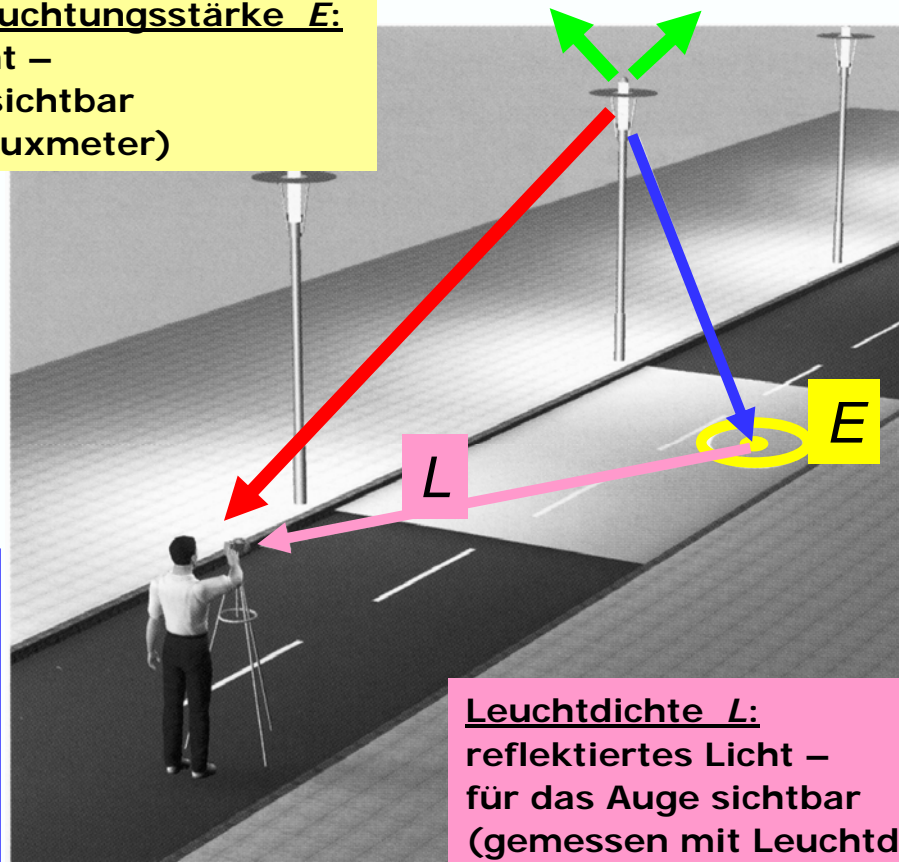 uchtungsstärke E:
t –
sichtbar
uxmeter)
E
L
Leuchtdichte L:
reflektiertes Licht –
für das Auge sichtbar
(gemessen mit Leuchtd